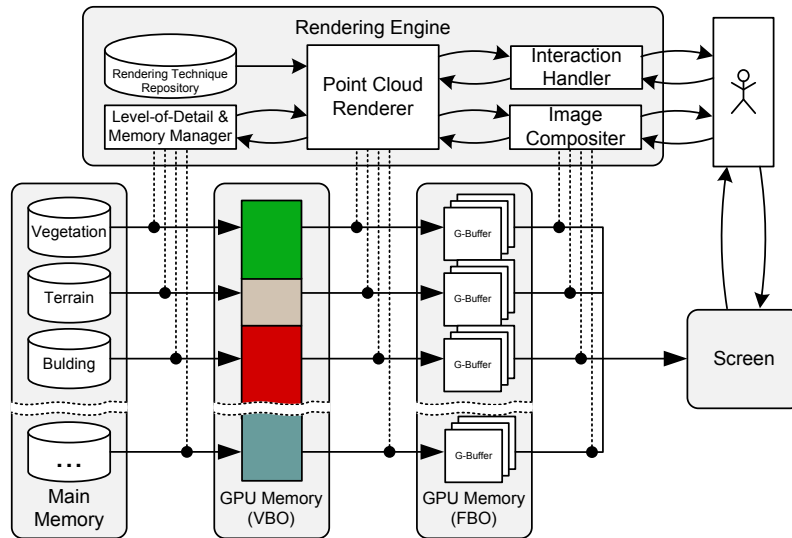 Rendering Engine
Rendering Technique
Repository
Point Cloud
Renderer
Interaction
Handler
Level-of-Detail &
Memory Manager
Image
Compositer
Vegetation
G-Buffer
Terrain
G-Buffer
Bulding
G-Buffer
Screen
...
G-Buffer
Main
Memory
GPU Memory
(VBO)
GPU Memory
(FBO)